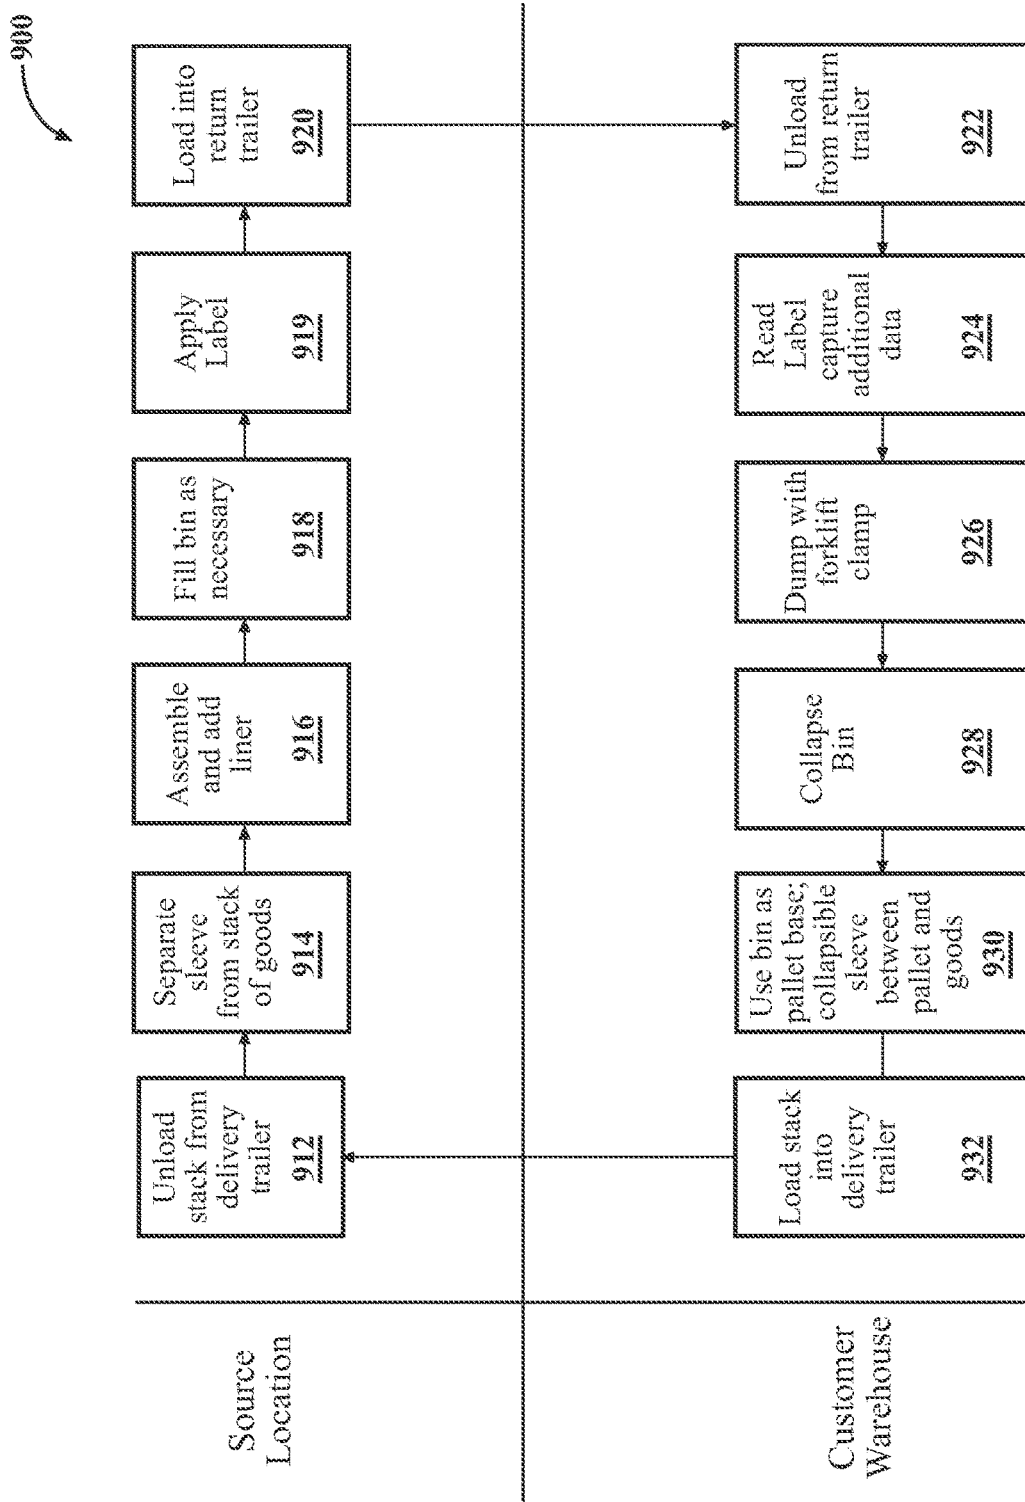 900
Source
Location
Unload
stack from
delivery
trailer
912
Separate
sleeve
from stack
of goods
914
Assemble
and add
liner
916
Fill bin as
necessary
918
Apply
Label
919
Load into
return
trailer
920
Customer
Warehouse
Load stack
into
delivery
trailer
932
Use bin as
pallet base;
collapsible
sleeve
between
pallet and
goods
930
Collapse
Bin
928
Dump with
forklift
clamp
926
Read
Label
capture
additional
data
924
Unload
from return
trailer
922